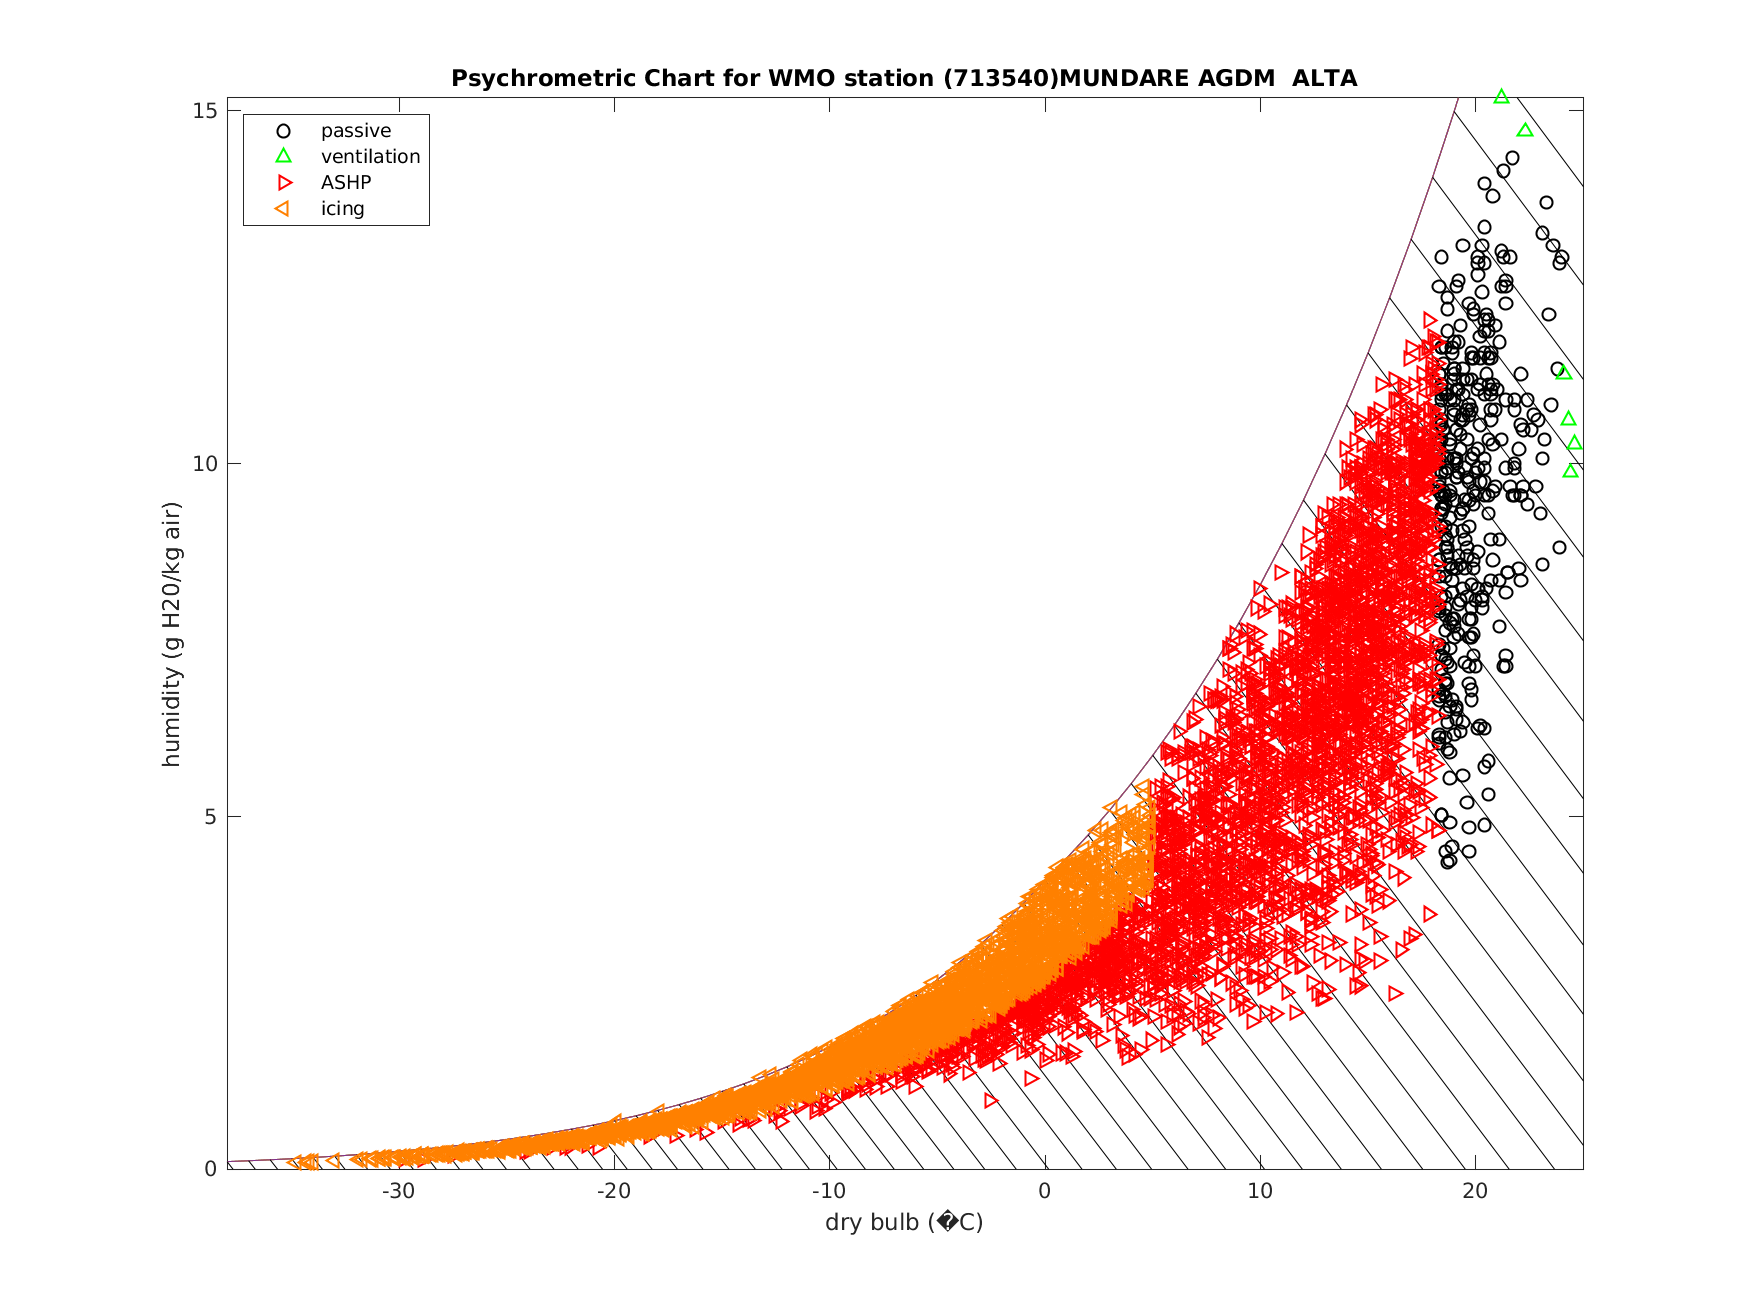 Psychrometric Chart for WMO station (713540)MUNDARE AGDM  ALTA
passive
ventilation
ASHP
icing
15
10
5
0
humidity (g H20/kg air)
-30 -20 -10 0 10 20
dry bulb (�C)